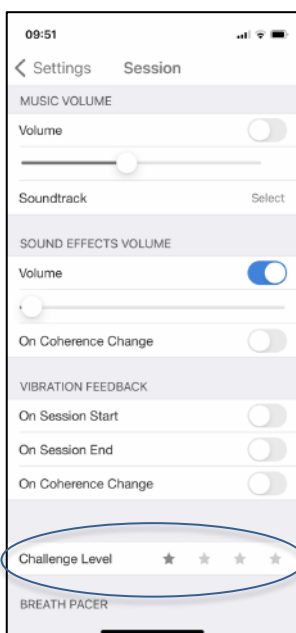 09:51
Settings Session
MUSIC VOLUME
Volume
Soundtrack Select
SOUND EFFECTS VOLUME
Volume
On Coherence Change
VIBRATION FEEDBACK
On Session Start
On Session End
On Coherence Change
Challenge Level
BREATH PACER